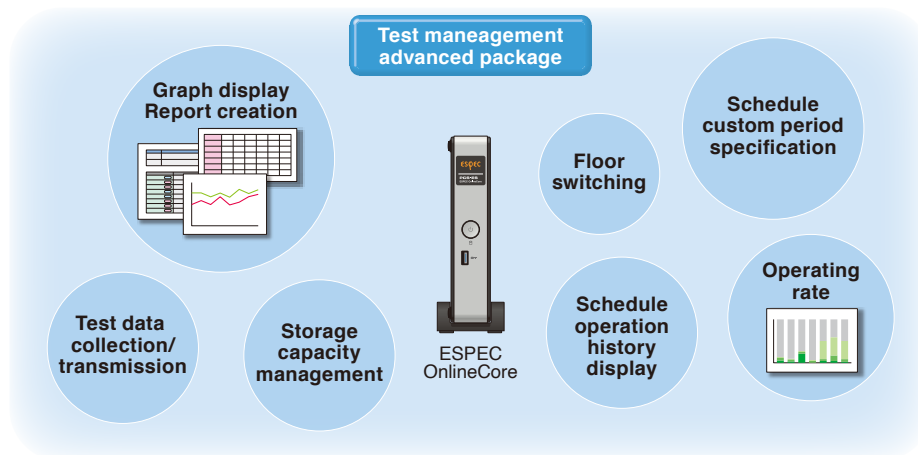 Test maneagement
advanced package
Graph display
Report creation
Schedule
custom period
specification
Floor
switching
ESPEC
Operating
rate
Test data
collection/
transmission
Storage
capacity
management
Schedule
operation
history
display
ESPEC
OnlineCore